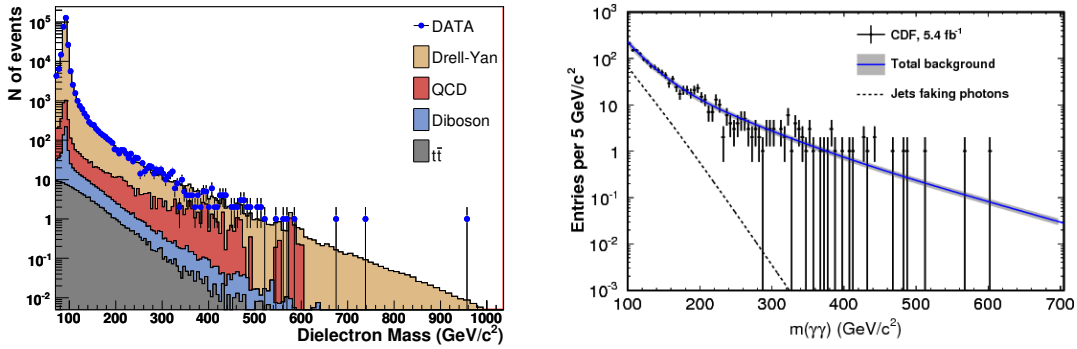 N of events
10⁵
10⁴
10³
10²
10
1
10⁻¹
10⁻²
DATA
Drell-Yan
QCD
Diboson
tt̄
100 200 300 400 500 600 700 800 900 1000
Dielectron Mass (GeV/c²)
Entries per 5 GeV/c²
10³
10²
10
1
10⁻¹
10⁻²
10⁻³
CDF, 5.4 fb⁻¹
Total background
Jets faking photons
100 200 300 400 500 600 700
m(γγ) (GeV/c²)